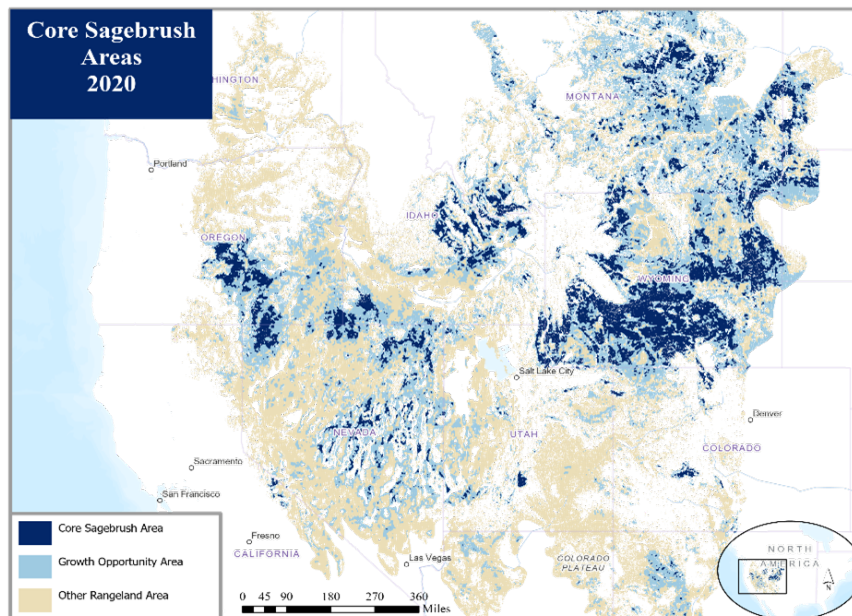 Core Sagebrush
Areas
2020
HINGTON
MONTANA
Portland
IDAHO
OREGON
WYOMING
Salt Lake City
Denver
NEVADA
UTAH
COLORADO
Sacramento
San Francisco
Core Sagebrush Area
Fresno
CALIFORNIA
Growth Opportunity Area
Las Vegas
COLORADO
PLATEAU
NORTH
AMERICA
Other Rangeland Area
0 45 90 180 270 360
Miles
N